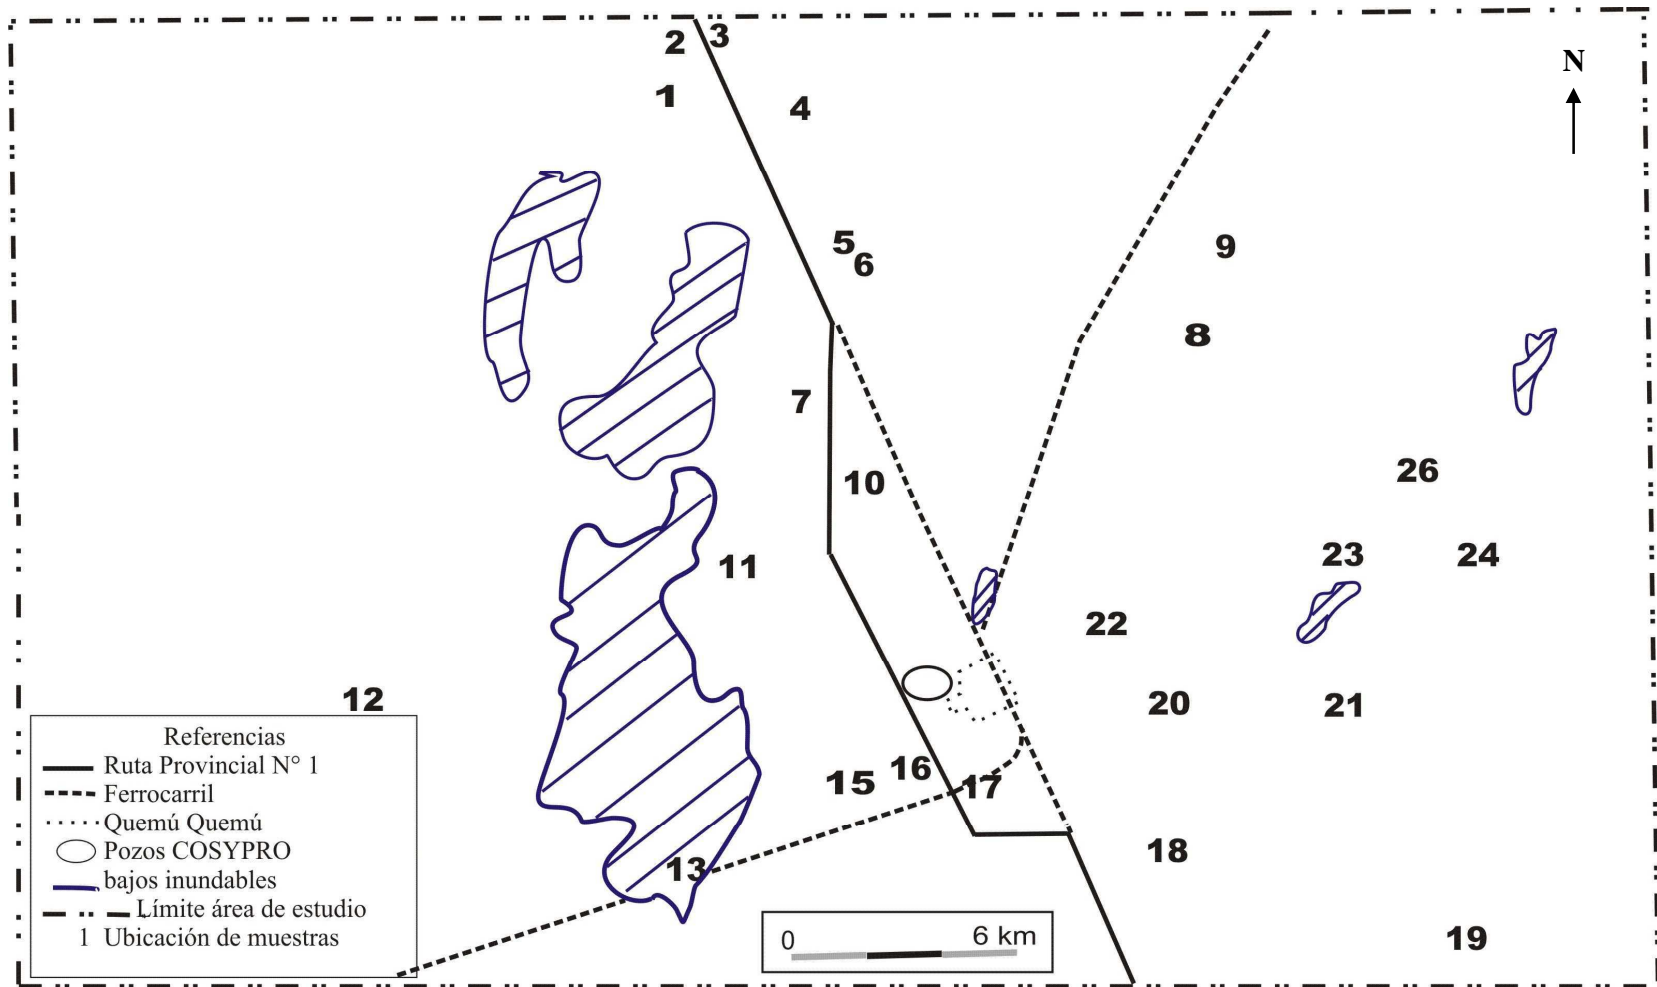 2 3
N
1 4
5
6
9
8
7
26
10
23 24
11
22
12
20 21
16
15 17
18
13
19
Referencias
Ruta Provincial N° 1
Ferrocarril
Quemú Quemú
Pozos COSYPRO
bajos inundables
Límite área de estudio
1 Ubicación de muestras
0 6 km